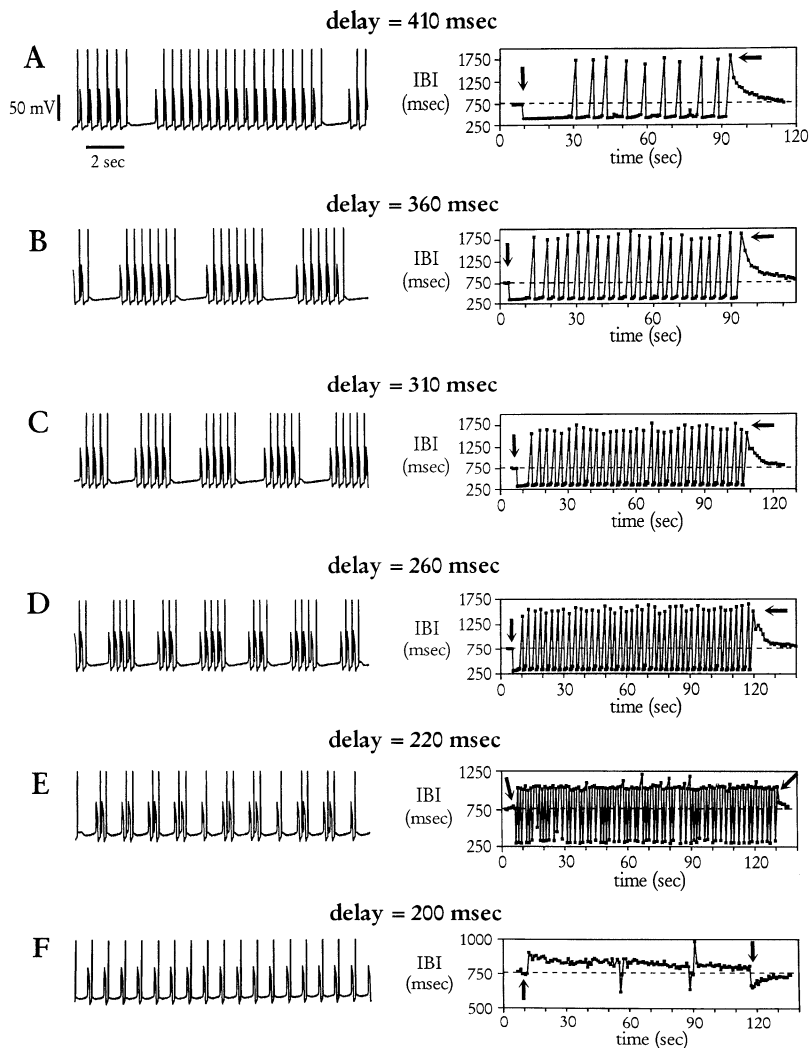 delay = 410 msec
A
50 mV
2 sec
IBI
(msec)
1750
1250
750
250
30 60 90 120
time (sec)
delay = 360 msec
B
IBI
(msec)
1750
1250
750
250
0 30 60 90
time (sec)
delay = 310 msec
C
IBI
(msec)
1750
1250
750
250
0 30 60 90 120
time (sec)
delay = 260 msec
D
IBI
(msec)
1750
1250
750
250
0 30 60 90 120
time (sec)
delay = 220 msec
E
IBI
(msec)
1250
750
250
0 30 60 90 120
time (sec)
delay = 200 msec
F
IBI
(msec)
1000
750
500
0 30 60 90 120
time (sec)